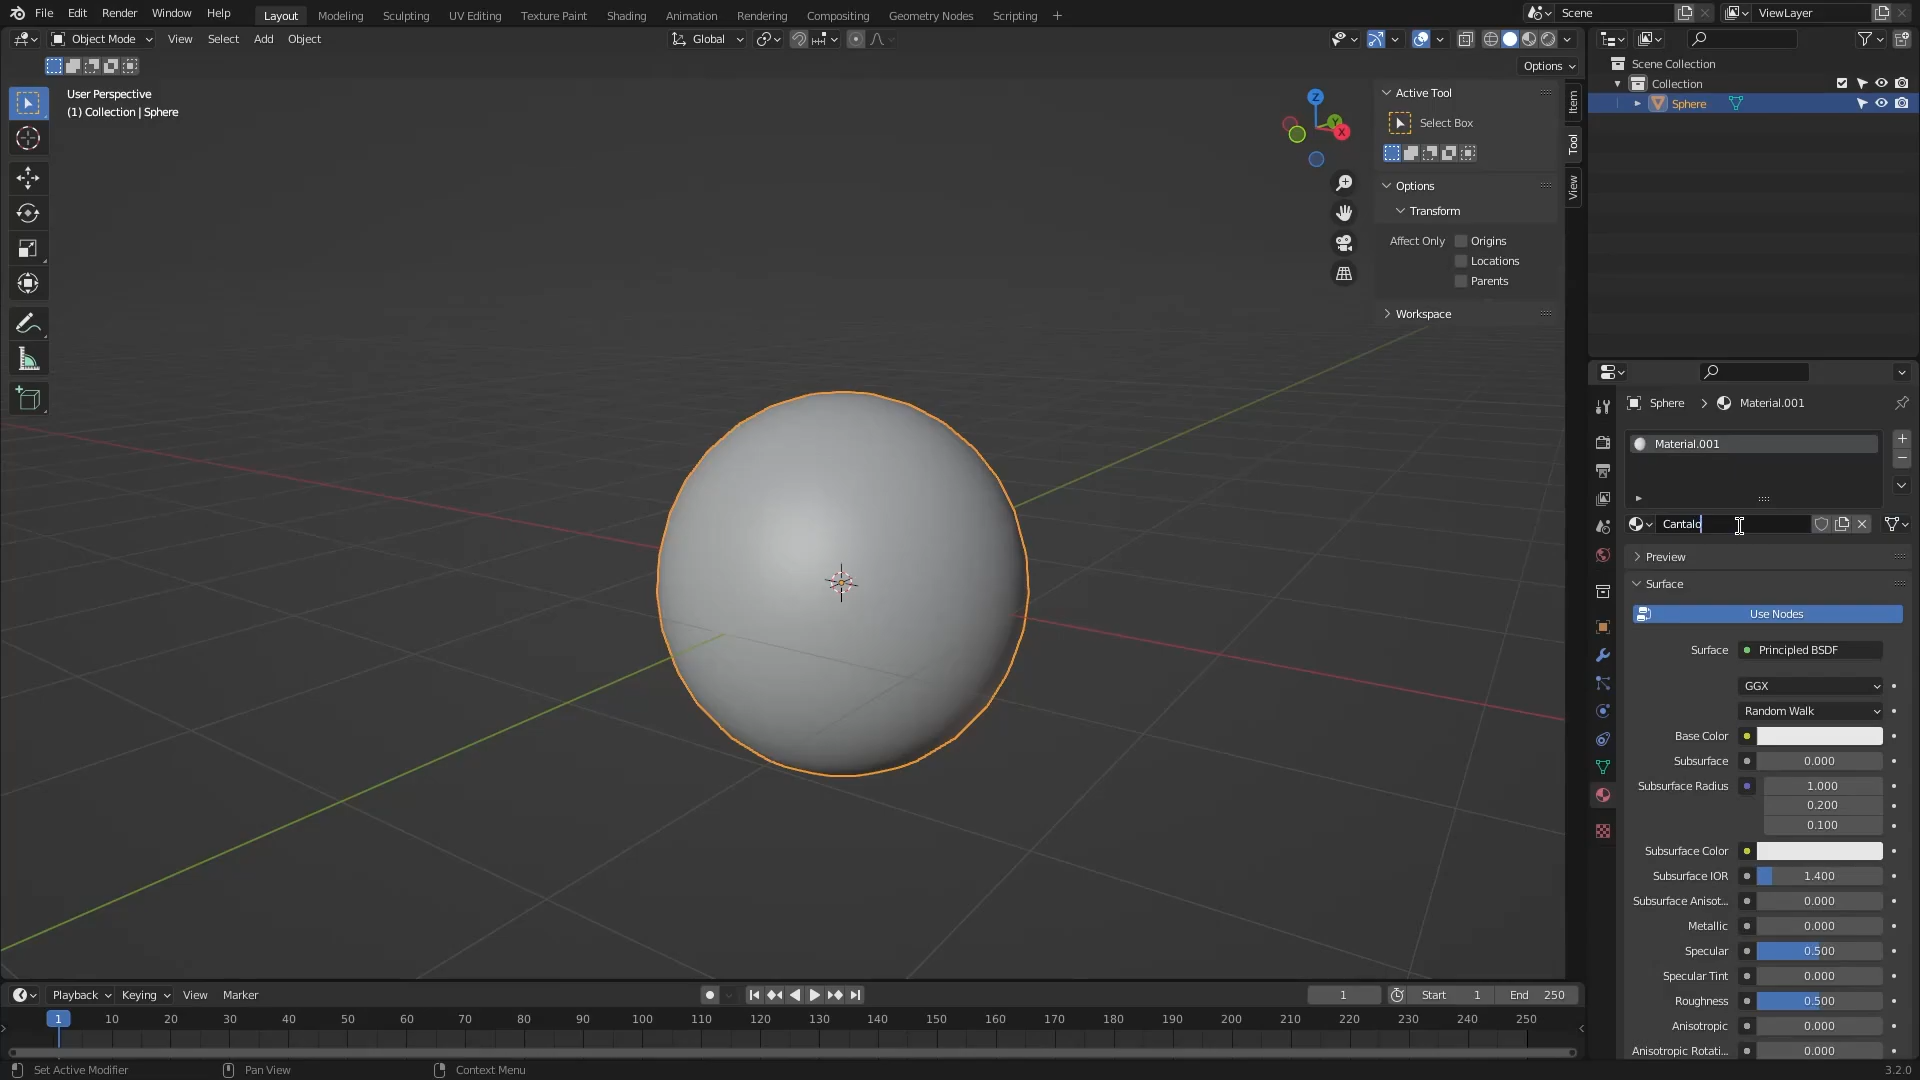 File Edit Render Window Help Layout Modeling Sculpting UV Editing Texture Paint Shading Animation Rendering Compositing Geometry Nodes Scripting + Scene ViewLayer
Object Mode View Select Add Object Global
Options
User Perspective
(1) Collection | Sphere
Z
Y
X
Active Tool
Select Box
Options
Transform
Affect Only Origins
Locations
Parents
Workspace
Item
Tool
View
Scene Collection
Collection
Sphere
Sphere > Material.001
Material.001
Cantalo
Preview
Surface
Use Nodes
Surface Principled BSDF
GGX
Random Walk
Base Color
Subsurface 0.000
Subsurface Radius 1.000
0.200
0.100
Subsurface Color
Subsurface IOR 1.400
Subsurface Anisot... 0.000
Metallic 0.000
Specular 0.500
Specular Tint 0.000
Roughness 0.500
Anisotropic 0.000
Anisotropic Rotati... 0.000
Playback Keying View Marker 1 Start 1 End 250
1 10 20 30 40 50 60 70 80 90 100 110 120 130 140 150 160 170 180 190 200 210 220 230 240 250
Set Active Modifier Pan View Context Menu 3.2.0